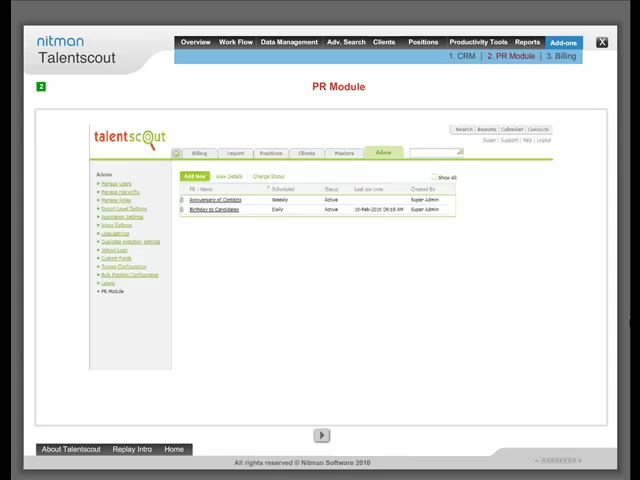 nitman
Talentscout
Overview Work Flow Data Management Adv. Search Clients Positions Productivity Tools Reports Add-ons X
1. CRM | 2. PR Module | 3. Billing
2
PR Module
talentscout
Search | Reports | Calendar | Contacts
Super | Support | Help | Logout
Billing Import Positions Clients Masters Admin
Admin
Manage Users
Manage Hierarchy
Manage Roles
Report Level Settings
Application Settings
Inbox Settings
Duplicate selection settings
Upload Logo
Custom Fields
Bulk Position Configuration
Labels
PR Module
Add New View Details | Change Status Show All
PR - Name Scheduled Status Last run date Created By
Anniversary of Contacts Weekly Active Super Admin
Birthday to Candidates Daily Active 10-Feb-2010 09:19 AM Super Admin
About Talentscout Replay Intro Home
All rights reserved © Nitman Software 2010